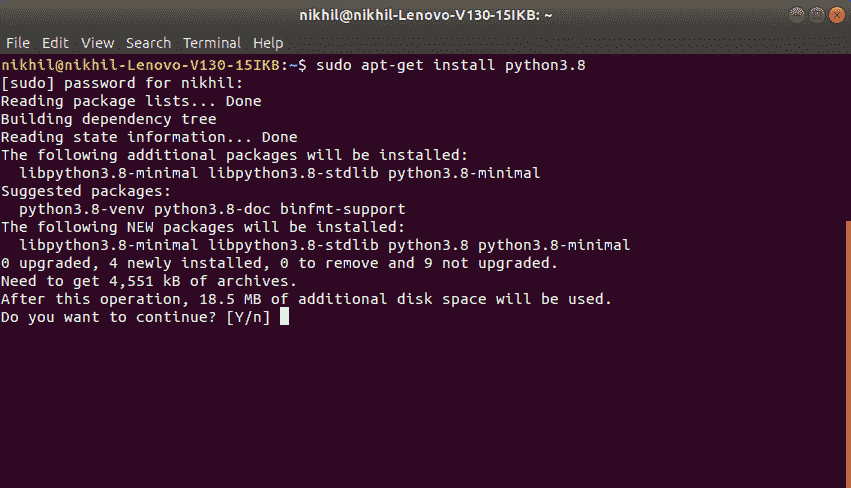 nikhil@nikhil-Lenovo-V130-15IKB: ~
File Edit View Search Terminal Help
nikhil@nikhil-Lenovo-V130-15IKB:~$ sudo apt-get install python3.8
[sudo] password for nikhil:
Reading package lists... Done
Building dependency tree
Reading state information... Done
The following additional packages will be installed:
  libpython3.8-minimal libpython3.8-stdlib python3.8-minimal
Suggested packages:
  python3.8-venv python3.8-doc binfmt-support
The following NEW packages will be installed:
  libpython3.8-minimal libpython3.8-stdlib python3.8 python3.8-minimal
0 upgraded, 4 newly installed, 0 to remove and 9 not upgraded.
Need to get 4,551 kB of archives.
After this operation, 18.5 MB of additional disk space will be used.
Do you want to continue? [Y/n]